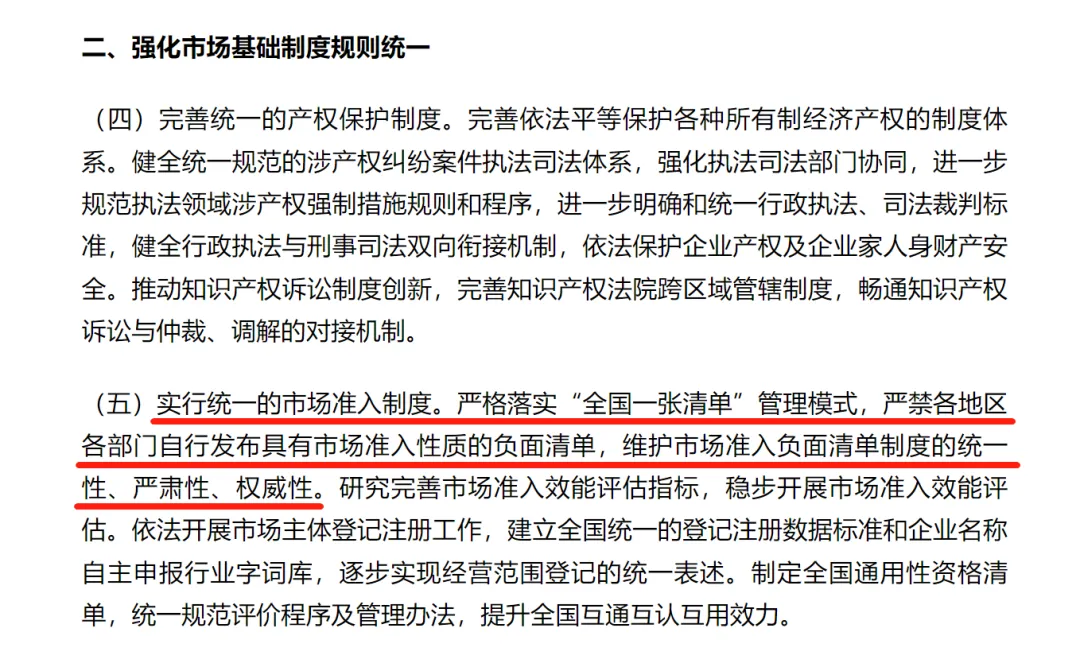 二、强化市场基础制度规则统一
（四）完善统一的产权保护制度。完善依法平等保护各种所有制经济产权的制度体
系。健全统一规范的涉产权纠纷案件执法司法体系，强化执法司法部门协同，进一步
规范执法领域涉产权强制措施规则和程序，进一步明确和统一行政执法、司法裁判标
准，健全行政执法与刑事司法双向衔接机制，依法保护企业产权及企业家人身财产安
全。推动知识产权诉讼制度创新，完善知识产权法院跨区域管辖制度，畅通知识产权
诉讼与仲裁、调解的对接机制。
（五）实行统一的市场准入制度。严格落实“全国一张清单”管理模式，严禁各地区
各部门自行发布具有市场准入性质的负面清单，维护市场准入负面清单制度的统一
性、严肃性、权威性。研究完善市场准入效能评估指标，稳步开展市场准入效能评
估。依法开展市场主体登记注册工作，建立全国统一的登记注册数据标准和企业名称
自主申报行业字词库，逐步实现经营范围登记的统一表述。制定全国通用性资格清
单，统一规范评价程序及管理办法，提升全国互通互认互用效力。